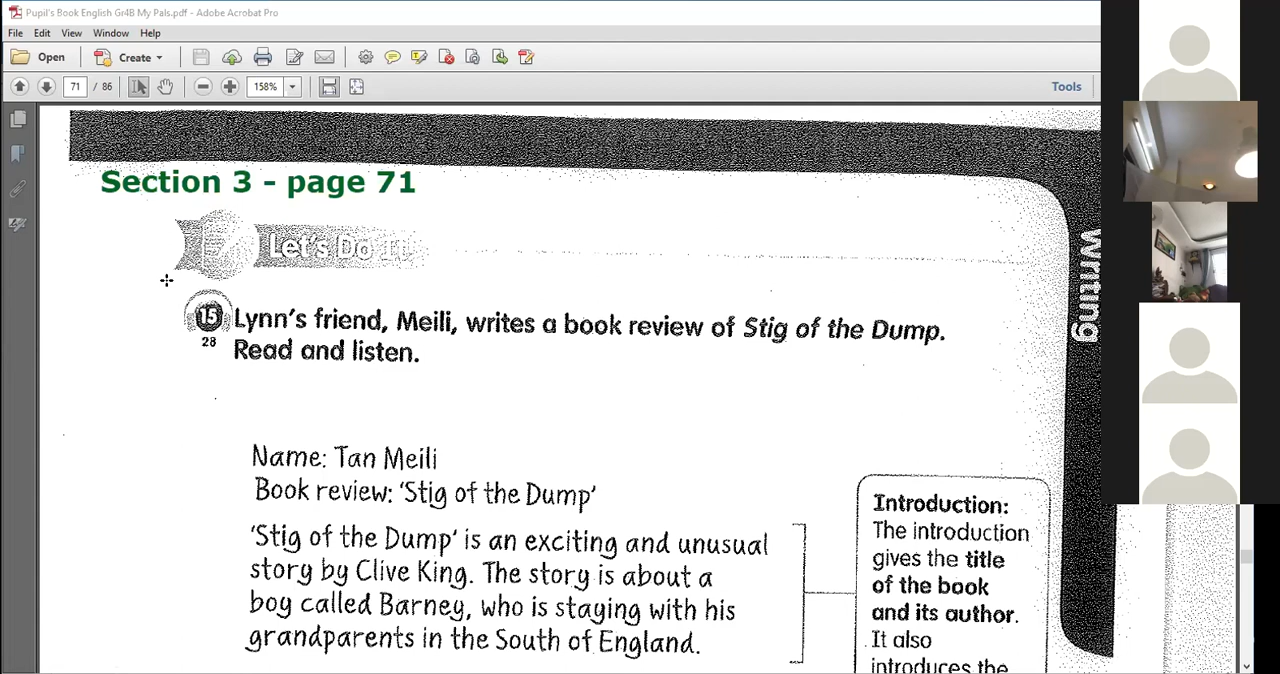 Pupil's Book English Gr4B My Pals.pdf - Adobe Acrobat Pro
File Edit View Window Help
Open Create
71 / 86 158% Tools
Section 3 - page 71
Let's Do It
Writing
15 Lynn's friend, Meili, writes a book review of Stig of the Dump.
28 Read and listen.
Name: Tan Meili
Book review: 'Stig of the Dump'
'Stig of the Dump' is an exciting and unusual
story by Clive King. The story is about a
boy called Barney, who is staying with his
grandparents in the South of England.
Introduction:
The introduction
gives the title
of the book
and its author.
It also
introduces the